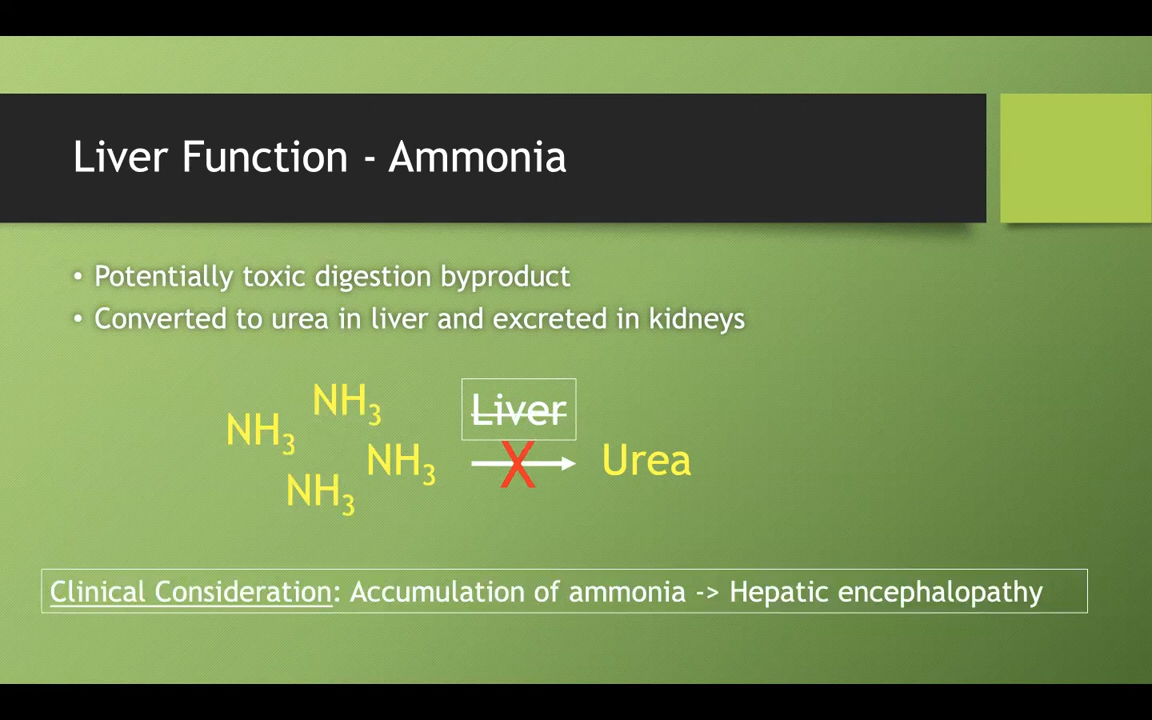 Liver Function - Ammonia
• Potentially toxic digestion byproduct
• Converted to urea in liver and excreted in kidneys
NH3
NH3
NH3
NH3
Liver
X
Urea
Clinical Consideration: Accumulation of ammonia -> Hepatic encephalopathy